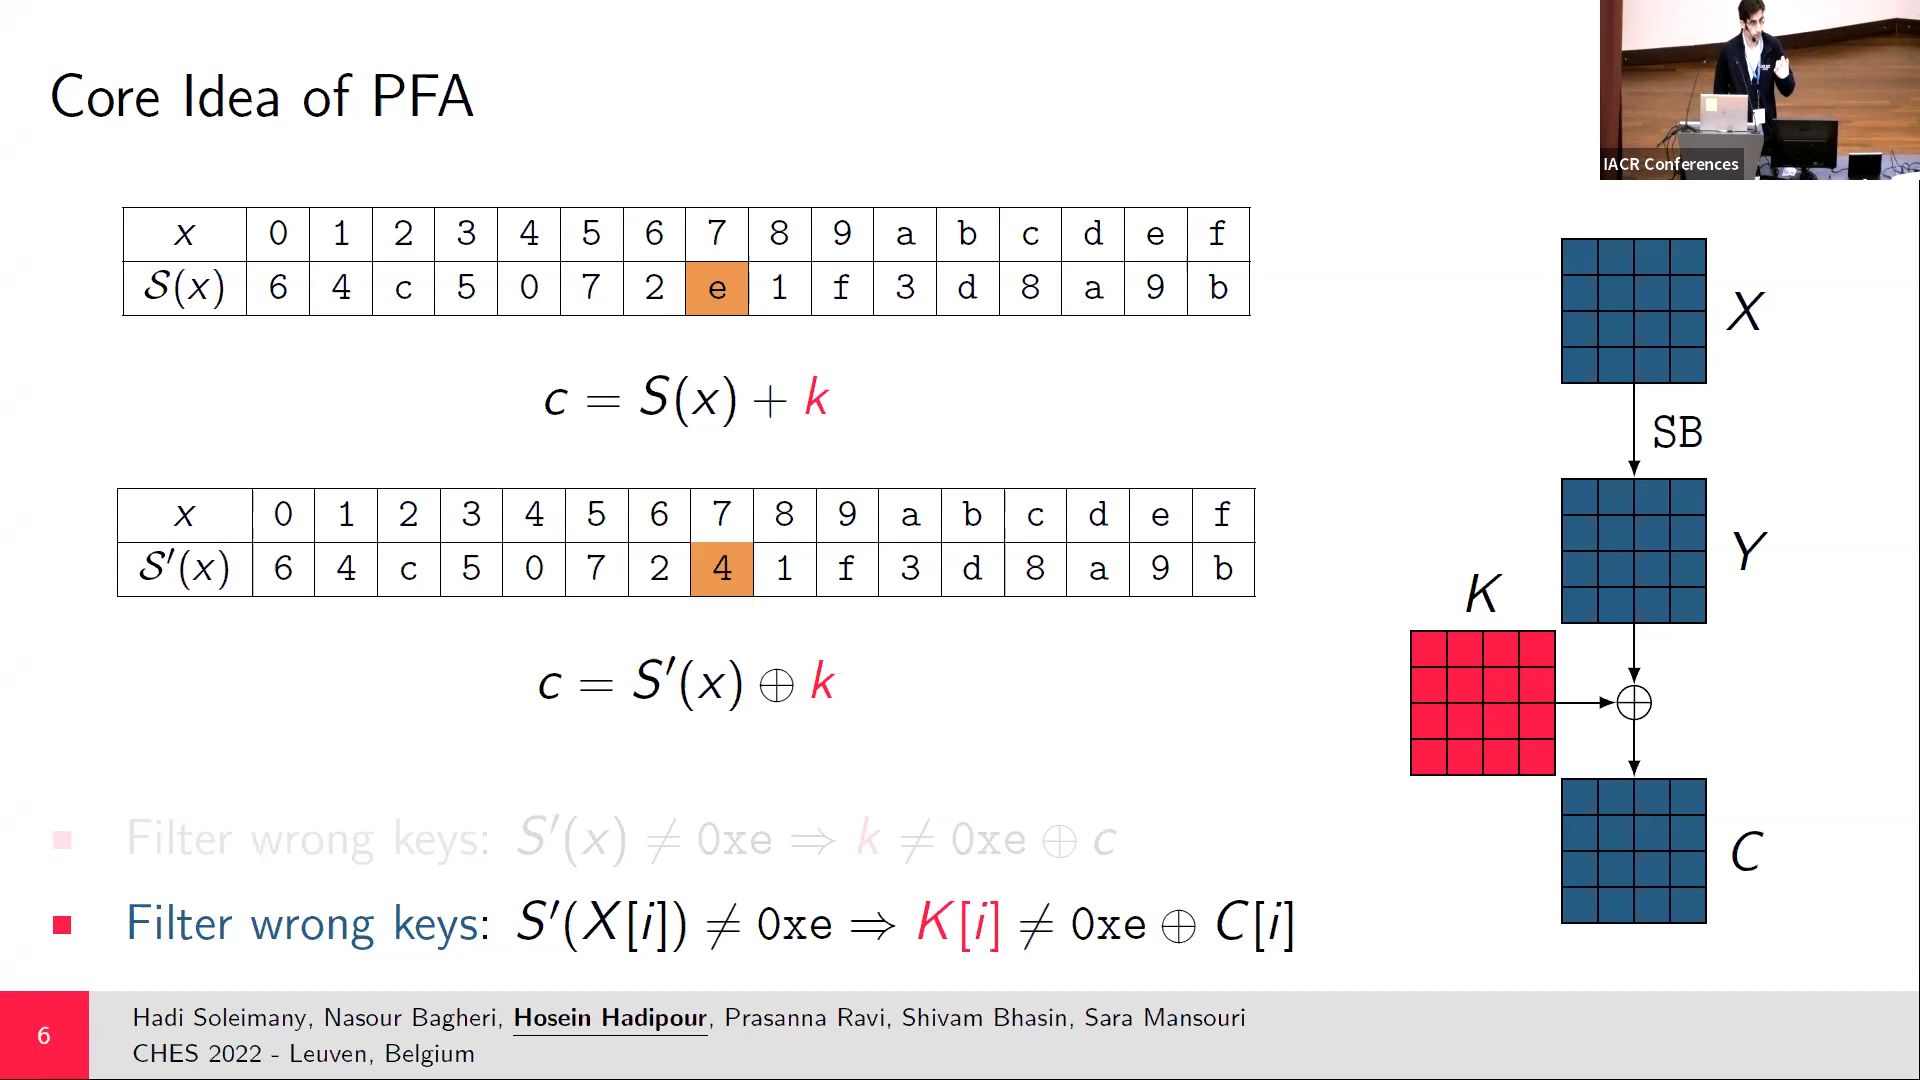 Core Idea of PFA
IACR Conferences
x 0 1 2 3 4 5 6 7 8 9 a b c d e f
S(x) 6 4 c 5 0 7 2 e 1 f 3 d 8 a 9 b
c = S(x) + k
x 0 1 2 3 4 5 6 7 8 9 a b c d e f
S′(x) 6 4 c 5 0 7 2 4 1 f 3 d 8 a 9 b
c = S′(x) ⊕ k
Filter wrong keys: S′(x) ≠ 0xe ⇒ k ≠ 0xe ⊕ c
Filter wrong keys: S′(X[i]) ≠ 0xe ⇒ K[i] ≠ 0xe ⊕ C[i]
X
SB
Y
K
C
6
Hadi Soleimany, Nasour Bagheri, Hosein Hadipour, Prasanna Ravi, Shivam Bhasin, Sara Mansouri
CHES 2022 - Leuven, Belgium